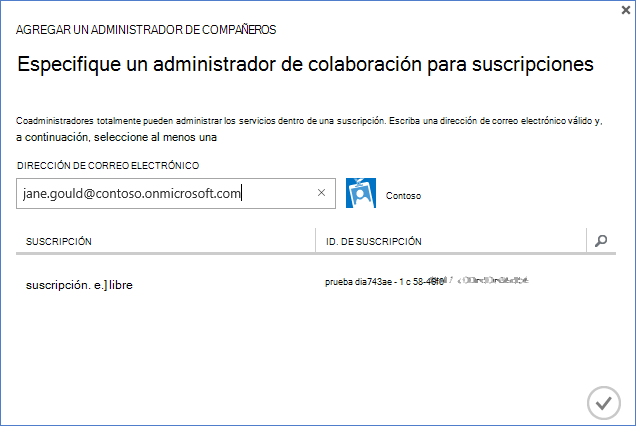 AGREGAR UN ADMINISTRADOR DE COMPAÑEROS
Especifique un administrador de colaboración para suscripciones
Coadministradores totalmente pueden administrar los servicios dentro de una suscripción. Escriba una dirección de correo electrónico válido y,
a continuación, seleccione al menos una
DIRECCIÓN DE CORREO ELECTRÓNICO
jane.gould@contoso.onmicrosoft.com
Contoso
SUSCRIPCIÓN ID. DE SUSCRIPCIÓN
suscripción. e.] libre prueba dia743ae - 1 c 58-